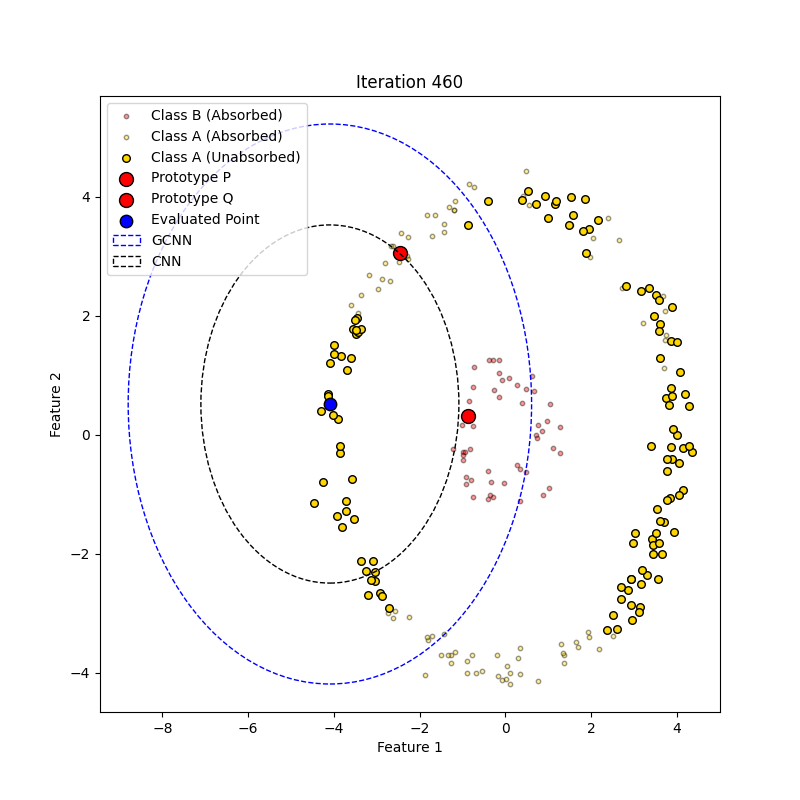 Iteration 460
Class B (Absorbed)
Class A (Absorbed)
Class A (Unabsorbed)
Prototype P
Prototype Q
Evaluated Point
GCNN
CNN
4
2
0
−2
−4
Feature 2
−8
−6
−4
−2
0
2
4
Feature 1